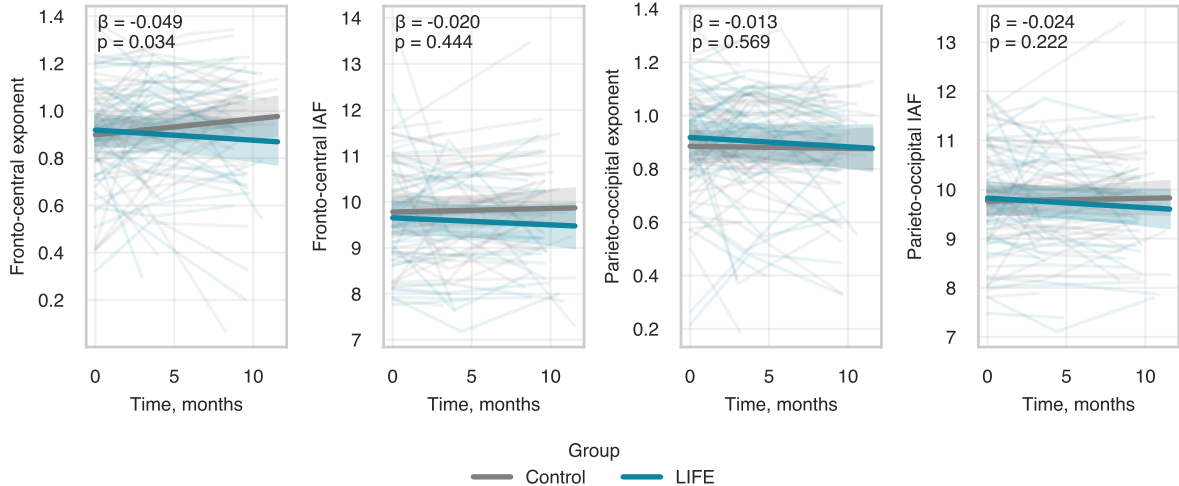 Fronto-central exponent
1.4
1.2
1.0
0.8
0.6
0.4
0.2
β = -0.049
p = 0.034
0 5 10
Time, months
Fronto-central IAF
14
13
12
11
10
9
8
7
β = -0.020
p = 0.444
0 5 10
Time, months
Parieto-occipital exponent
1.4
1.2
1.0
0.8
0.6
0.4
0.2
β = -0.013
p = 0.569
0 5 10
Time, months
Parieto-occipital IAF
13
12
11
10
9
8
7
β = -0.024
p = 0.222
0 5 10
Time, months
Group
Control LIFE